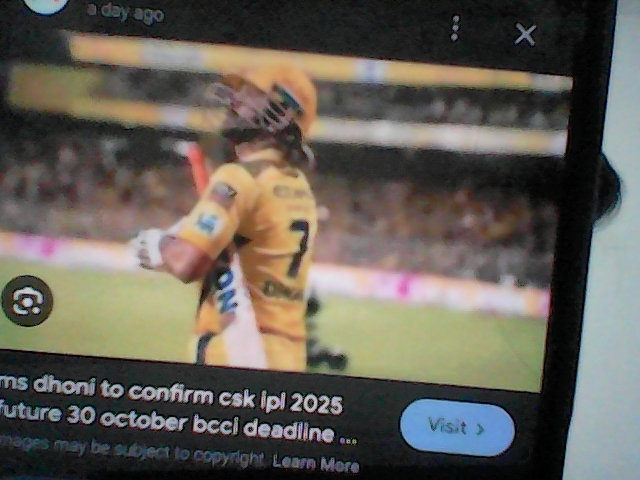 a day ago
7
ms dhoni to confirm csk ipl 2025
future 30 october bcci deadline ...
Visit >
Images may be subject to copyright. Learn More